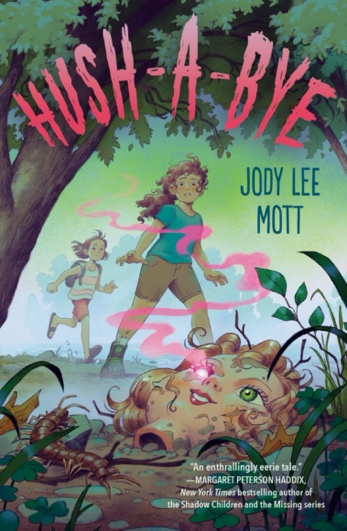 HUSH-A-BYE
JODY LEE
MOTT
"An enthrallingly eerie tale."
—MARGARET PETERSON HADDIX,
New York Times bestselling author of
the Shadow Children and the Missing series